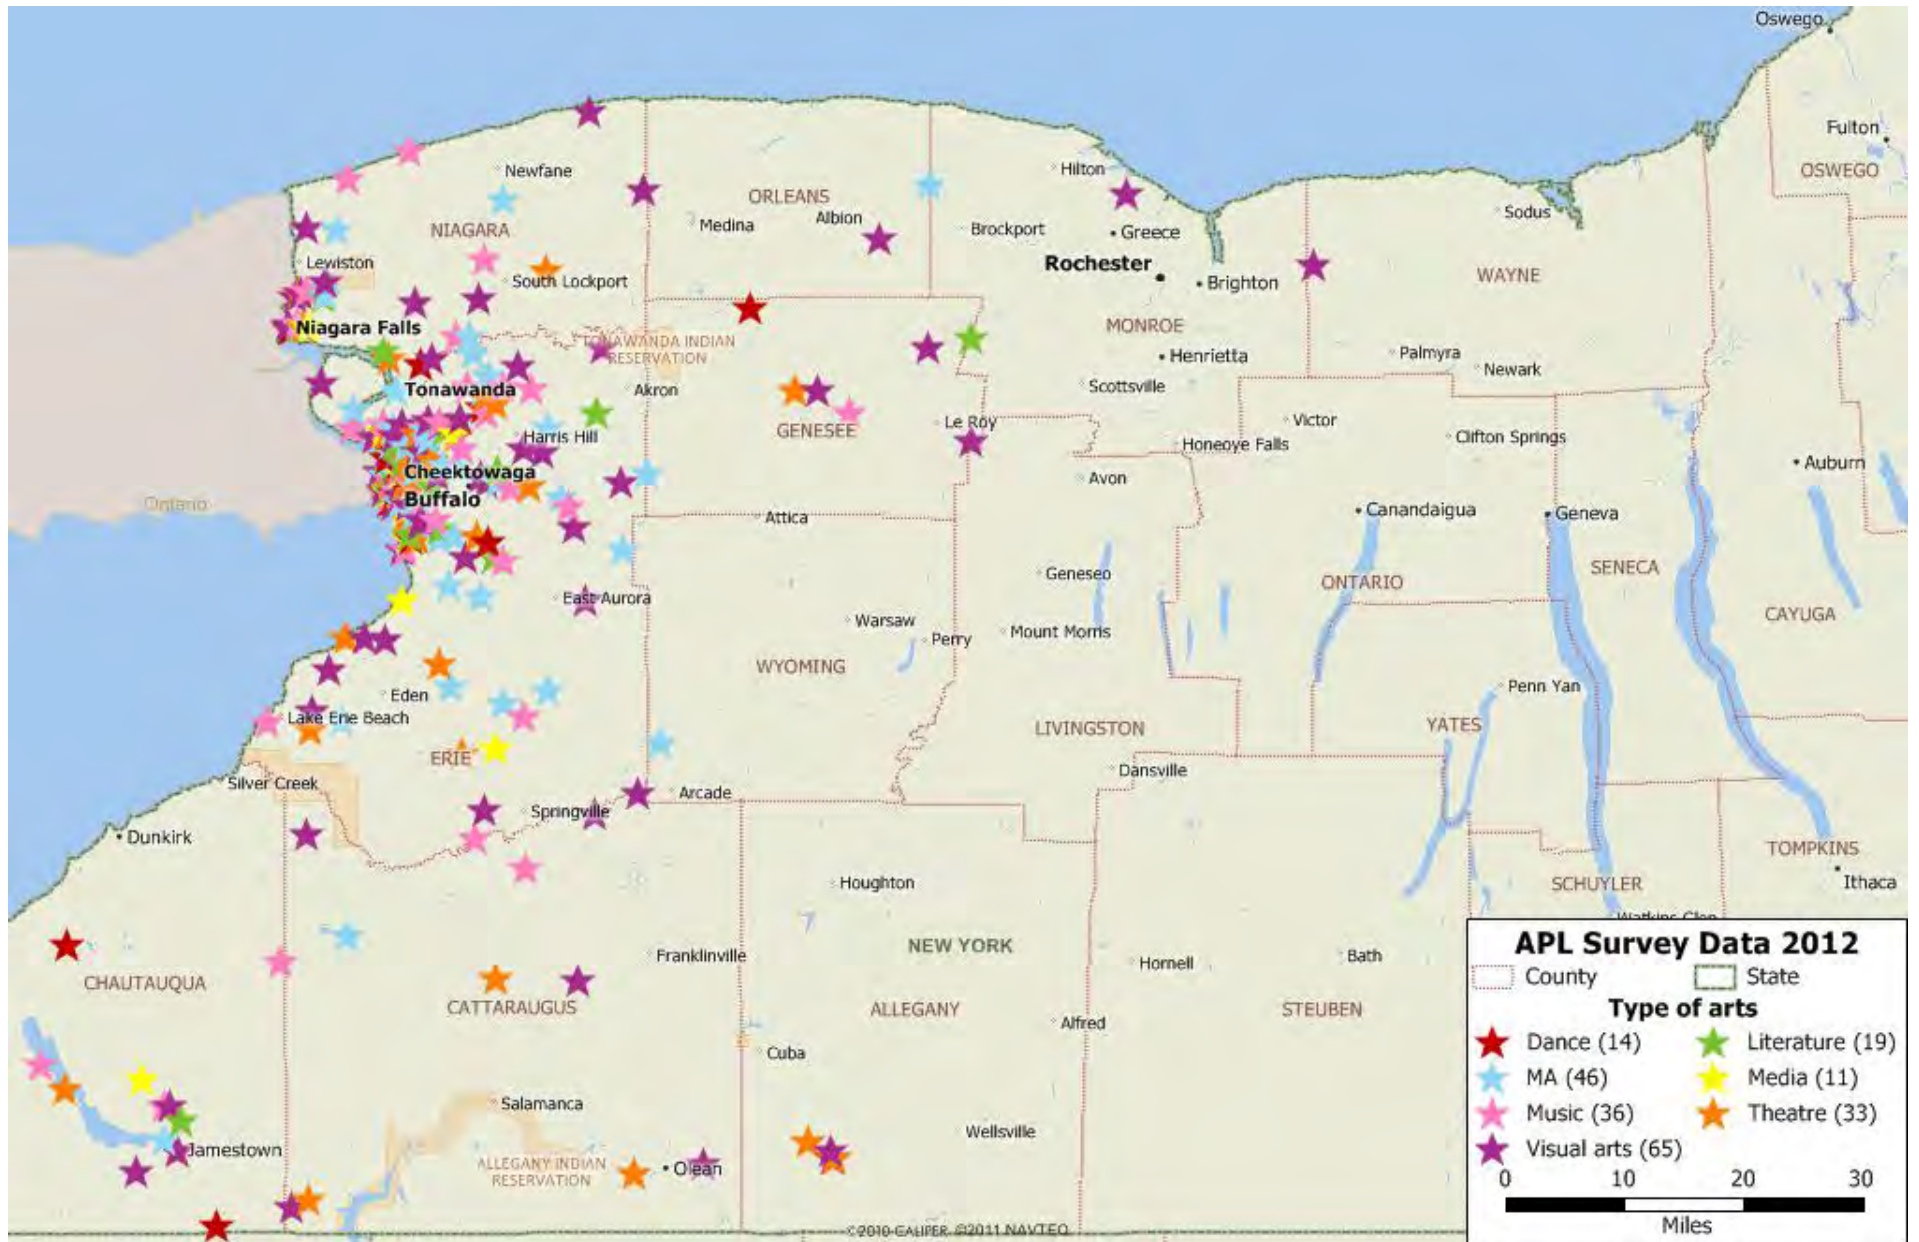 Oswego
Fulton
OSWEGO
Newfane
Hilton
ORLEANS
Medina
Albion
Brockport
Greece
Sodus
NIAGARA
Lewiston
South Lockport
Rochester
Brighton
WAYNE
Niagara Falls
MONROE
TONAWANDA INDIAN
RESERVATION
Henrietta
Palmyra
Newark
Tonawanda
Akron
Scottsville
Harris Hill
GENESEE
Le Roy
Victor
Honeoye Falls
Clifton Springs
Auburn
Cheektowaga
Buffalo
Avon
Ontario
Attica
Canandaigua
Geneva
Geneseo
SENECA
ONTARIO
East Aurora
Warsaw
Perry
Mount Morris
CAYUGA
WYOMING
Eden
Penn Yan
Lake Erie Beach
LIVINGSTON
YATES
ERIE
Silver Creek
Dansville
Arcade
Springville
Dunkirk
TOMPKINS
Houghton
SCHUYLER
Ithaca
Watkins Glen
NEW YORK
Franklinville
Hornell
Bath
CHAUTAUQUA
CATTARAUGUS
ALLEGANY
STEUBEN
Alfred
Cuba
Salamanca
Wellsville
Jamestown
ALLEGANY INDIAN
RESERVATION
Olean
©2010 CALIPER ©2011 NAVTEQ
APL Survey Data 2012
County State
Type of arts
Dance (14) Literature (19)
MA (46) Media (11)
Music (36) Theatre (33)
Visual arts (65)
0 10 20 30
Miles